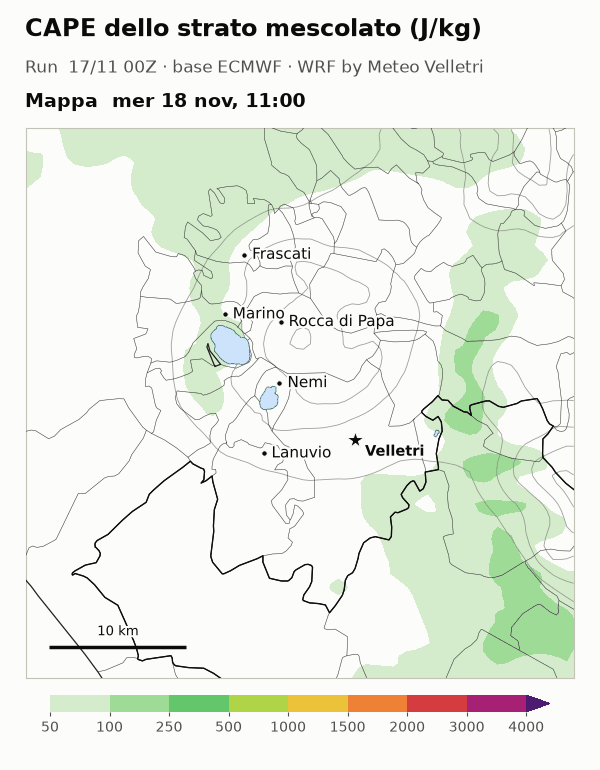 CAPE dello strato mescolato (J/kg)
Run  17/11 00Z · base ECMWF · WRF by Meteo Velletri
Mappa  mer 18 nov, 11:00
Frascati
Marino
Rocca di Papa
Nemi
Velletri
Lanuvio
10 km
50 100 250 500 1000 1500 2000 3000 4000